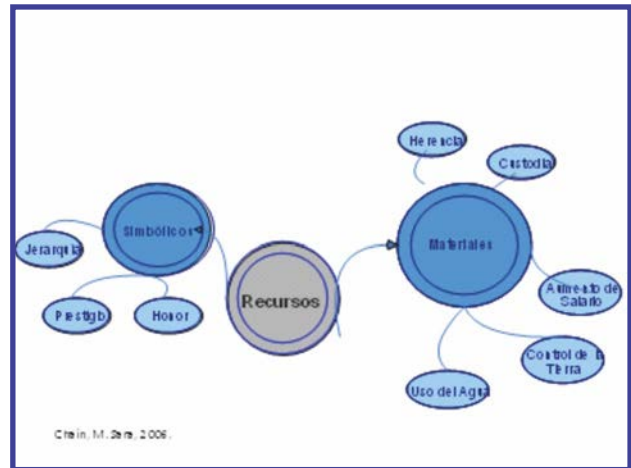 Herencia
Custodia
Simbólicos
Materiales
Jerarquía
Recursos
Aumento de
Salario
Prestigio
Honor
Control de la
Tierra
Uso del Agua
M. Sara, 2006.